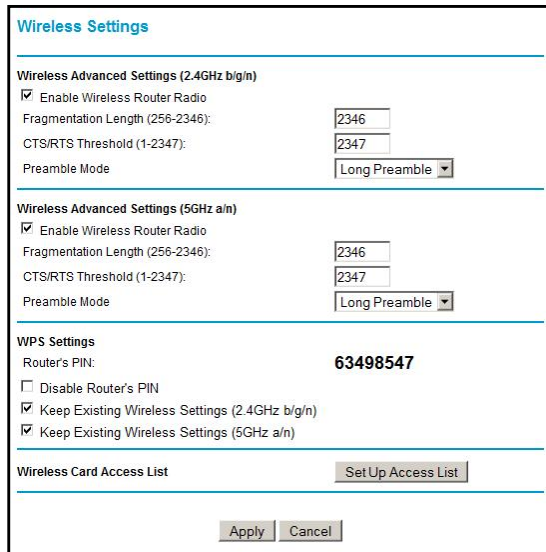 Wireless Settings
Wireless Advanced Settings (2.4GHz b/g/n)
Enable Wireless Router Radio
Fragmentation Length (256-2346): 2346
CTS/RTS Threshold (1-2347): 2347
Preamble Mode Long Preamble
Wireless Advanced Settings (5GHz a/n)
Enable Wireless Router Radio
Fragmentation Length (256-2346): 2346
CTS/RTS Threshold (1-2347): 2347
Preamble Mode Long Preamble
WPS Settings
Router's PIN: 63498547
Disable Router's PIN
Keep Existing Wireless Settings (2.4GHz b/g/n)
Keep Existing Wireless Settings (5GHz a/n)
Wireless Card Access List Set Up Access List
Apply Cancel